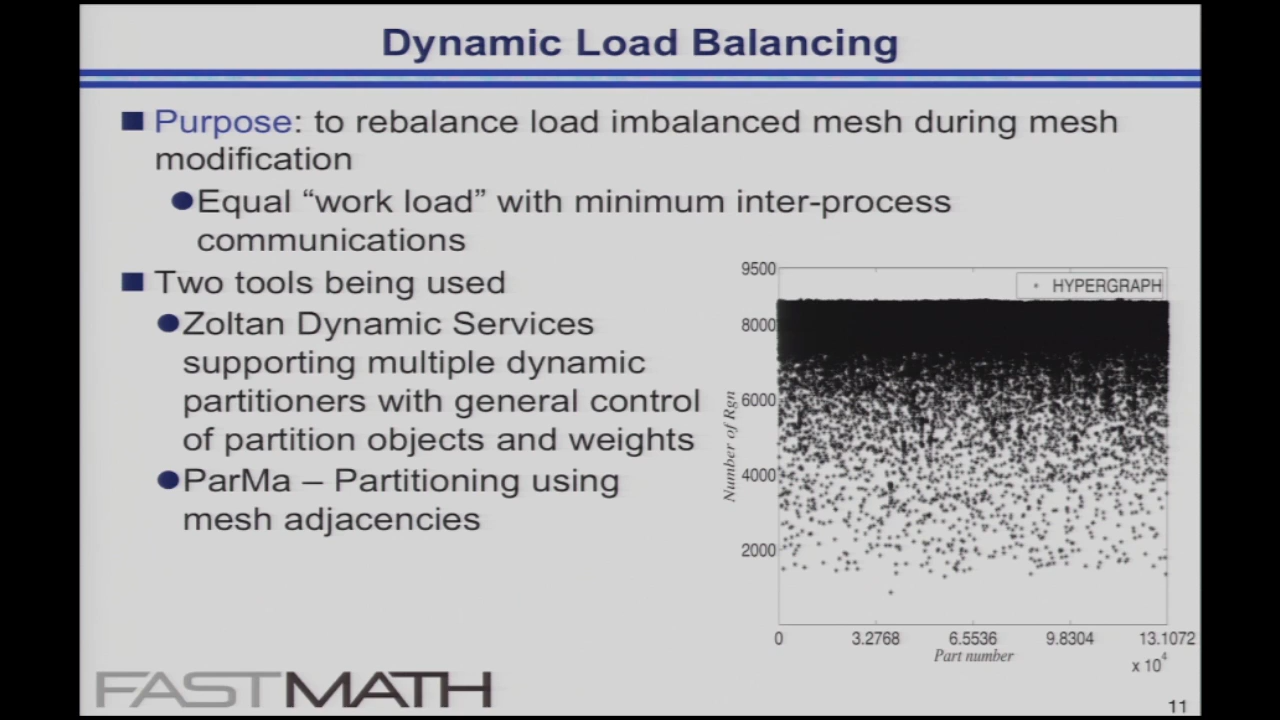 Dynamic Load Balancing
Purpose: to rebalance load imbalanced mesh during mesh
modification
Equal “work load” with minimum inter-process
communications
Two tools being used
Zoltan Dynamic Services
supporting multiple dynamic
partitioners with general control
of partition objects and weights
ParMa – Partitioning using
mesh adjacencies
9500
HYPERGRAPH
8000
6000
4000
2000
Number of Rgn
0 3.2768 6.5536 9.8304 13.1072
Part number
x 10^4
FASTMATH
11